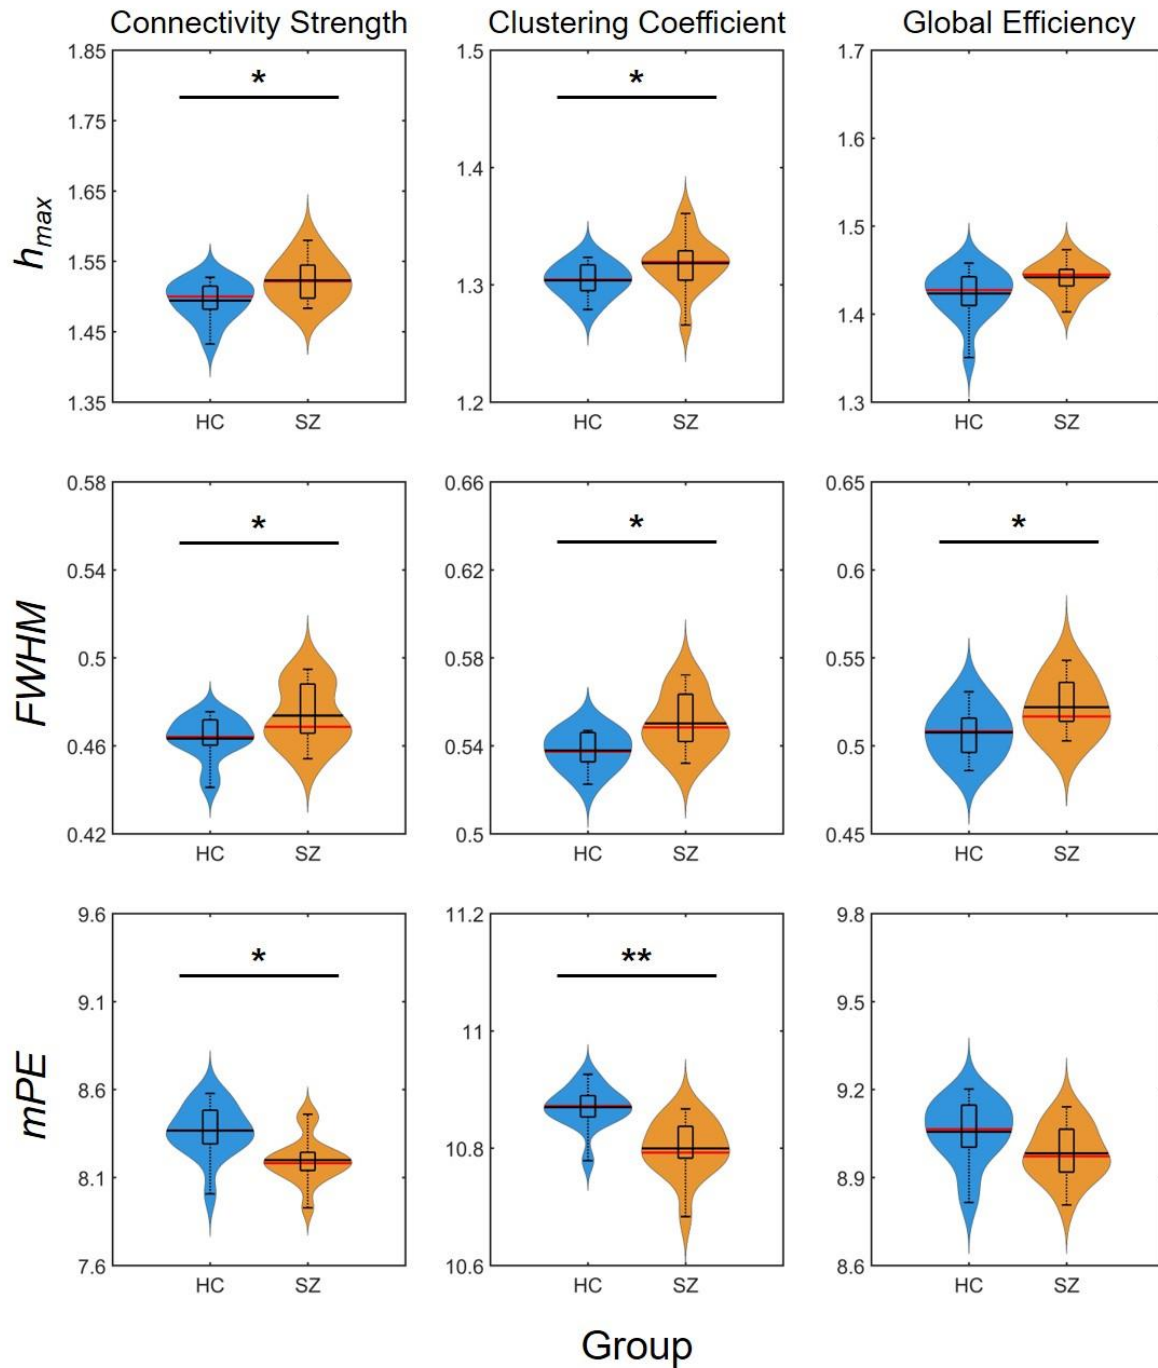 Connectivity Strength Clustering Coefficient Global Efficiency
1.85 1.5 1.7
* *
1.75 1.6
1.4
1.65
h_max 1.5
1.55 1.3
1.45 1.4
1.35 1.2 1.3
HC SZ HC SZ HC SZ
0.58 0.66 0.65
* * *
0.54 0.62 0.6
FWHM
0.5 0.58 0.55
0.46 0.54 0.5
0.42 0.5 0.45
HC SZ HC SZ HC SZ
9.6 11.2 9.8
* **
9.1 11 9.5
mPE
8.6 9.2
8.1 10.8 8.9
7.6 10.6 8.6
HC SZ HC SZ HC SZ
Group